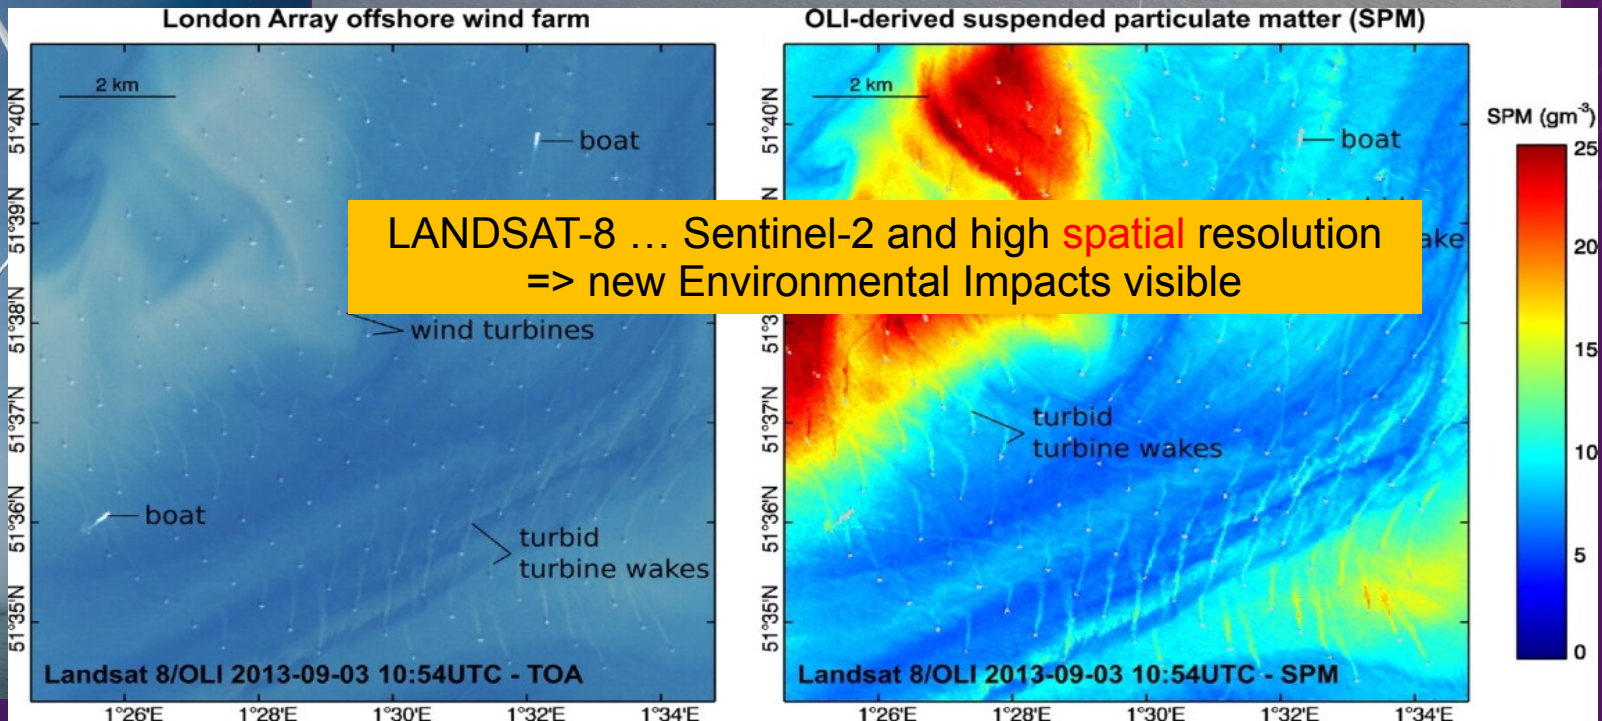 London Array offshore wind farm
OLI-derived suspended particulate matter (SPM)
2 km
boat
wind turbines
boat
turbid
turbine wakes
Landsat 8/OLI 2013-09-03 10:54UTC - TOA
51°40'N
51°39'N
51°38'N
51°37'N
51°36'N
51°35'N
1°26'E
1°28'E
1°30'E
1°32'E
1°34'E
LANDSAT-8 … Sentinel-2 and high spatial resolution
=> new Environmental Impacts visible
2 km
boat
turbid
turbine wakes
Landsat 8/OLI 2013-09-03 10:54UTC - SPM
51°40'N
51°37'N
51°36'N
51°35'N
1°26'E
1°28'E
1°30'E
1°32'E
1°34'E
SPM (gm-3)
25
20
15
10
5
0